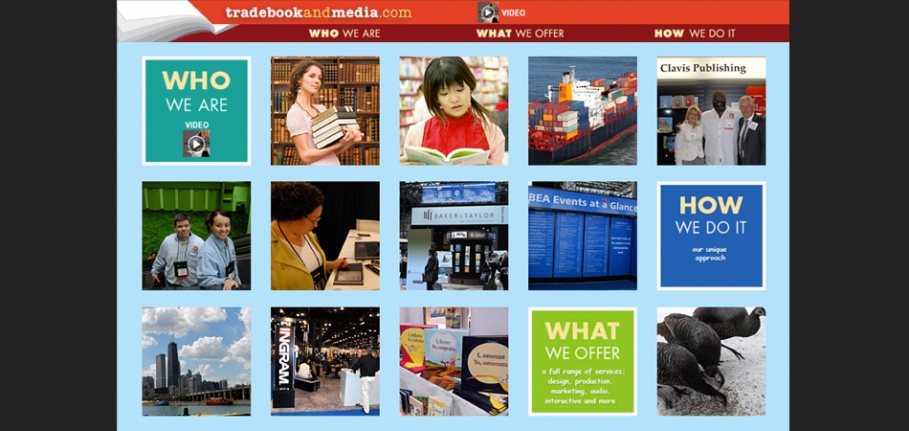 tradebookandmedia.com
VIDEO
WHO WE ARE
WHAT WE OFFER
HOW WE DO IT
WHO
WE ARE
VIDEO
Clavis Publishing
BAKER & TAYLOR
BEA Events at a Glance
HOW
WE DO IT
our unique
approach
INGRAM
WHAT
WE OFFER
a full range of services;
design, production,
marketing, audio,
interactive and more